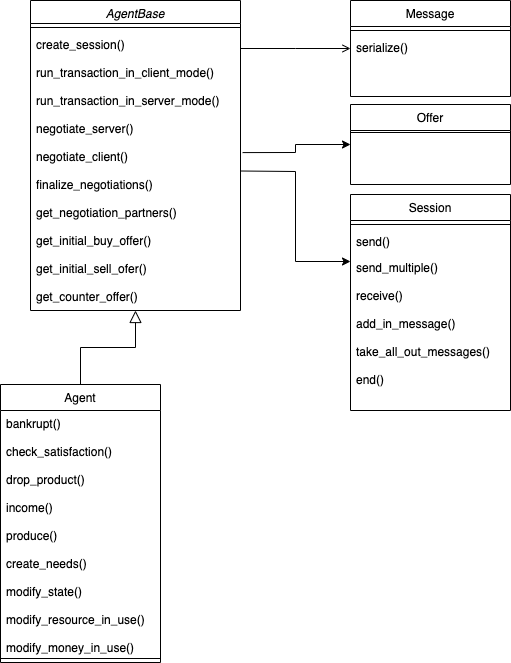 AgentBase
create_session()
run_transaction_in_client_mode()
run_transaction_in_server_mode()
negotiate_server()
negotiate_client()
finalize_negotiations()
get_negotiation_partners()
get_initial_buy_offer()
get_initial_sell_ofer()
get_counter_offer()
Message
serialize()
Offer
Session
send()
send_multiple()
receive()
add_in_message()
take_all_out_messages()
end()
Agent
bankrupt()
check_satisfaction()
drop_product()
income()
produce()
create_needs()
modify_state()
modify_resource_in_use()
modify_money_in_use()